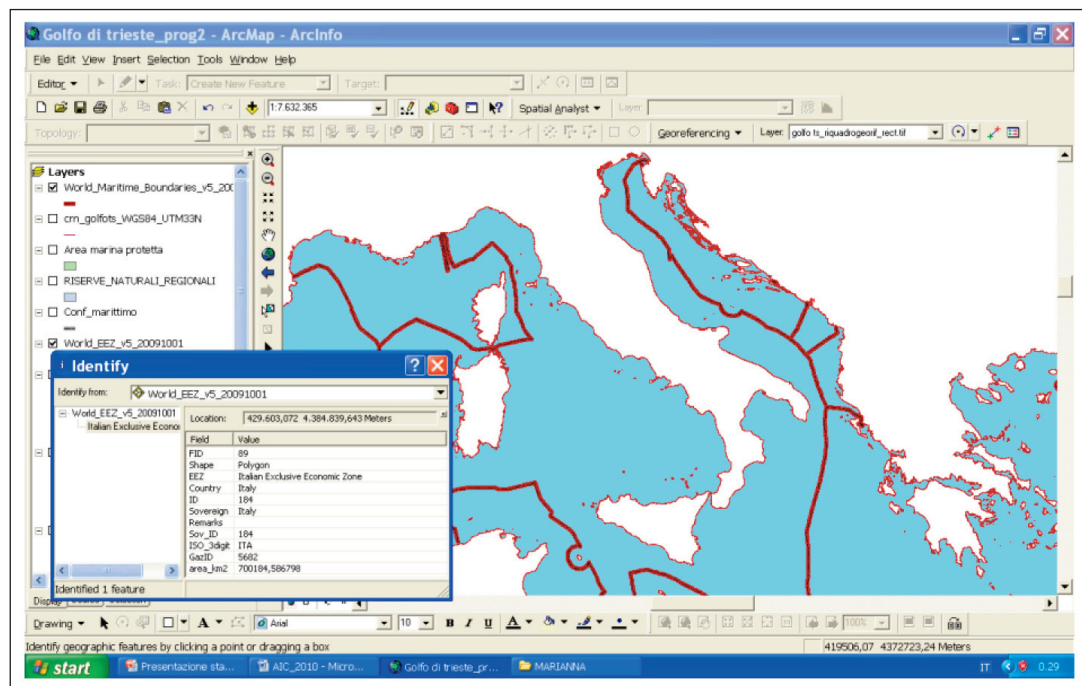 Golfo di trieste_prog2 - ArcMap - ArcInfo
File Edit View Insert Selection Tools Window Help
Editor Task: Create New Feature Target:
1:7.632.365 Spatial Analyst Layer:
Topology: Georeferencing Layer: golfo ts_riquadrogeorif_rect.tif
Layers
World_Maritime_Boundaries_v5_200
crn_golfots_WGS84_UTM33N
Area marina protetta
RISERVE_NATURALI_REGIONALI
Conf_marittimo
World_EEZ_v5_20091001
Identify
Identify from: World_EEZ_v5_20091001
World_EEZ_v5_20091001
Italian Exclusive Econo
Location: 429.603,072 4.384.839,643 Meters
Field Value
FID 89
Shape Polygon
EEZ Italian Exclusive Economic Zone
Country Italy
ID 184
Sovereign Italy
Remarks
Sov_ID 184
ISO_3digit ITA
GazID 5682
area_km2 700184,586798
Identified 1 feature
Drawing A Arial 10 B I U A 100%
Identify geographic features by clicking a point or dragging a box 419506,07 4372723,24 Meters
start Presentazione sta... AIC_2010 - Micro... Golfo di trieste_pr... MARIANNA IT 0.29